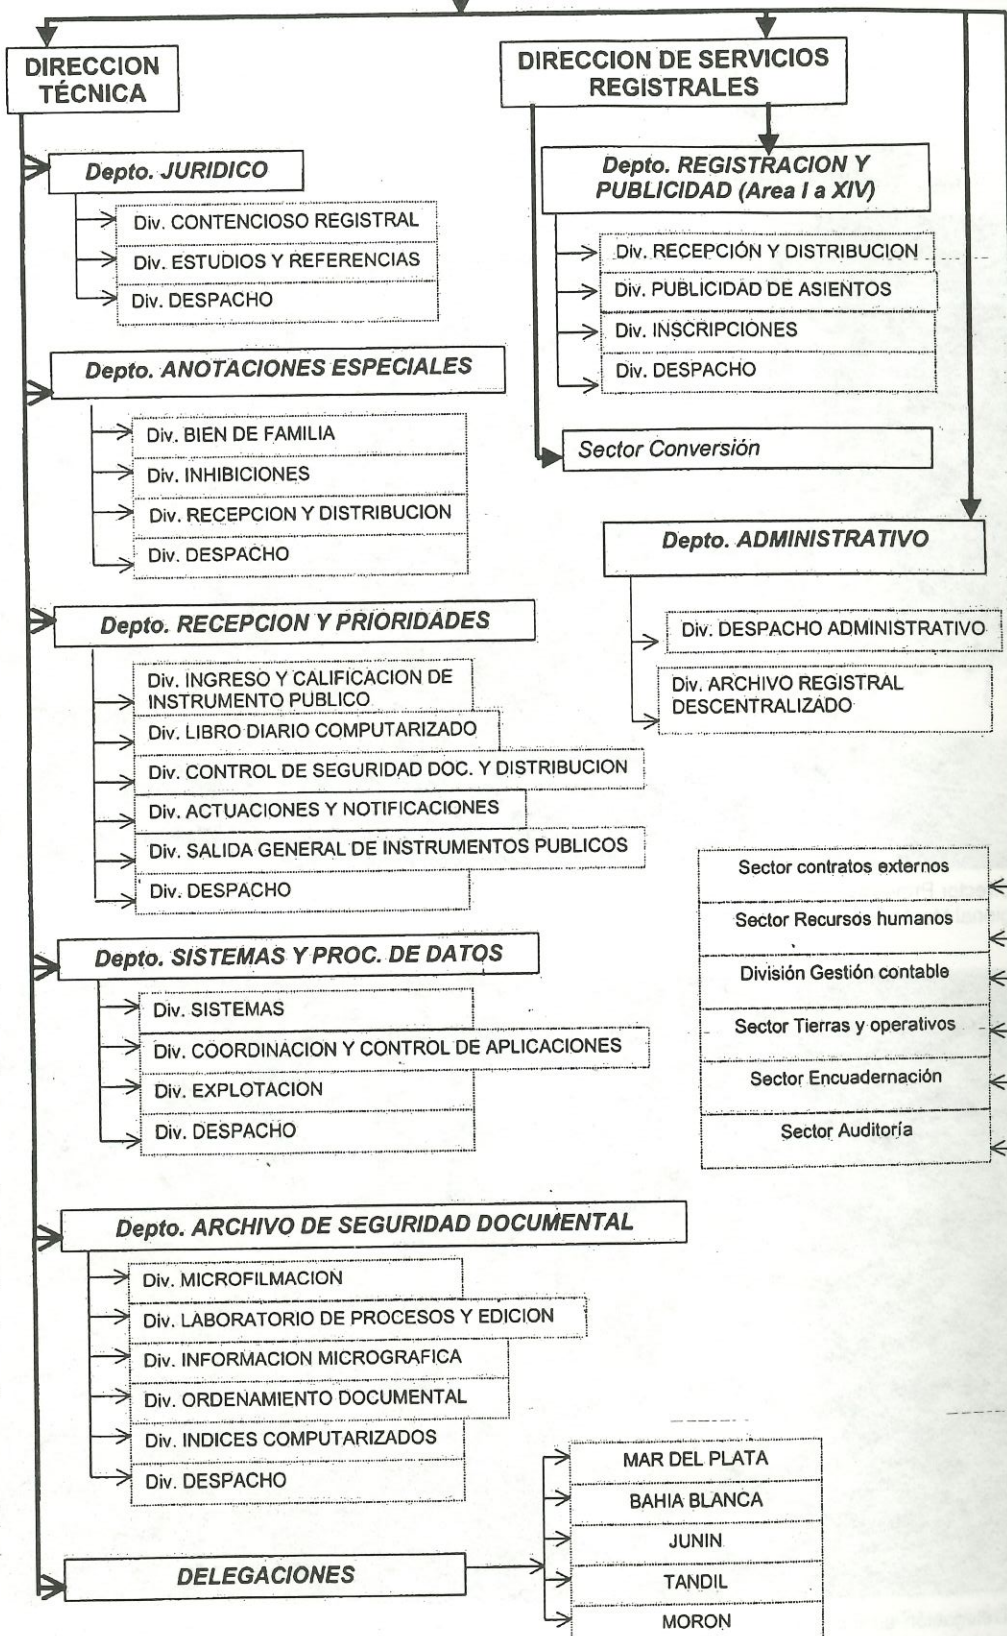 DIRECCION
TÉCNICA
Depto. JURIDICO
Div. CONTENCIOSO REGISTRAL
Div. ESTUDIOS Y REFERENCIAS
Div. DESPACHO
Depto. ANOTACIONES ESPECIALES
Div. BIEN DE FAMILIA
Div. INHIBICIONES
Div. RECEPCION Y DISTRIBUCION
Div. DESPACHO
Depto. RECEPCION Y PRIORIDADES
Div. INGRESO Y CALIFICACION DE
INSTRUMENTO PUBLICO
Div. LIBRO DIARIO COMPUTARIZADO
Div. CONTROL DE SEGURIDAD DOC. Y DISTRIBUCION
Div. ACTUACIONES Y NOTIFICACIONES
Div. SALIDA GENERAL DE INSTRUMENTOS PUBLICOS
Div. DESPACHO
Depto. SISTEMAS Y PROC. DE DATOS
Div. SISTEMAS
Div. COORDINACION Y CONTROL DE APLICACIONES
Div. EXPLOTACION
Div. DESPACHO
Depto. ARCHIVO DE SEGURIDAD DOCUMENTAL
Div. MICROFILMACION
Div. LABORATORIO DE PROCESOS Y EDICION
Div. INFORMACION MICROGRAFICA
Div. ORDENAMIENTO DOCUMENTAL
Div. INDICES COMPUTARIZADOS
Div. DESPACHO
DELEGACIONES
MAR DEL PLATA
BAHIA BLANCA
JUNIN
TANDIL
MORON
DIRECCION DE SERVICIOS
REGISTRALES
Depto. REGISTRACION Y
PUBLICIDAD (Area I a XIV)
Div. RECEPCIÓN Y DISTRIBUCION
Div. PUBLICIDAD DE ASIENTOS
Div. INSCRIPCIONES
Div. DESPACHO
Sector Conversión
Depto. ADMINISTRATIVO
Div. DESPACHO ADMINISTRATIVO
Div. ARCHIVO REGISTRAL
DESCENTRALIZADO
Sector contratos externos
Sector Recursos humanos
División Gestión contable
Sector Tierras y operativos
Sector Encuadernación
Sector Auditoría